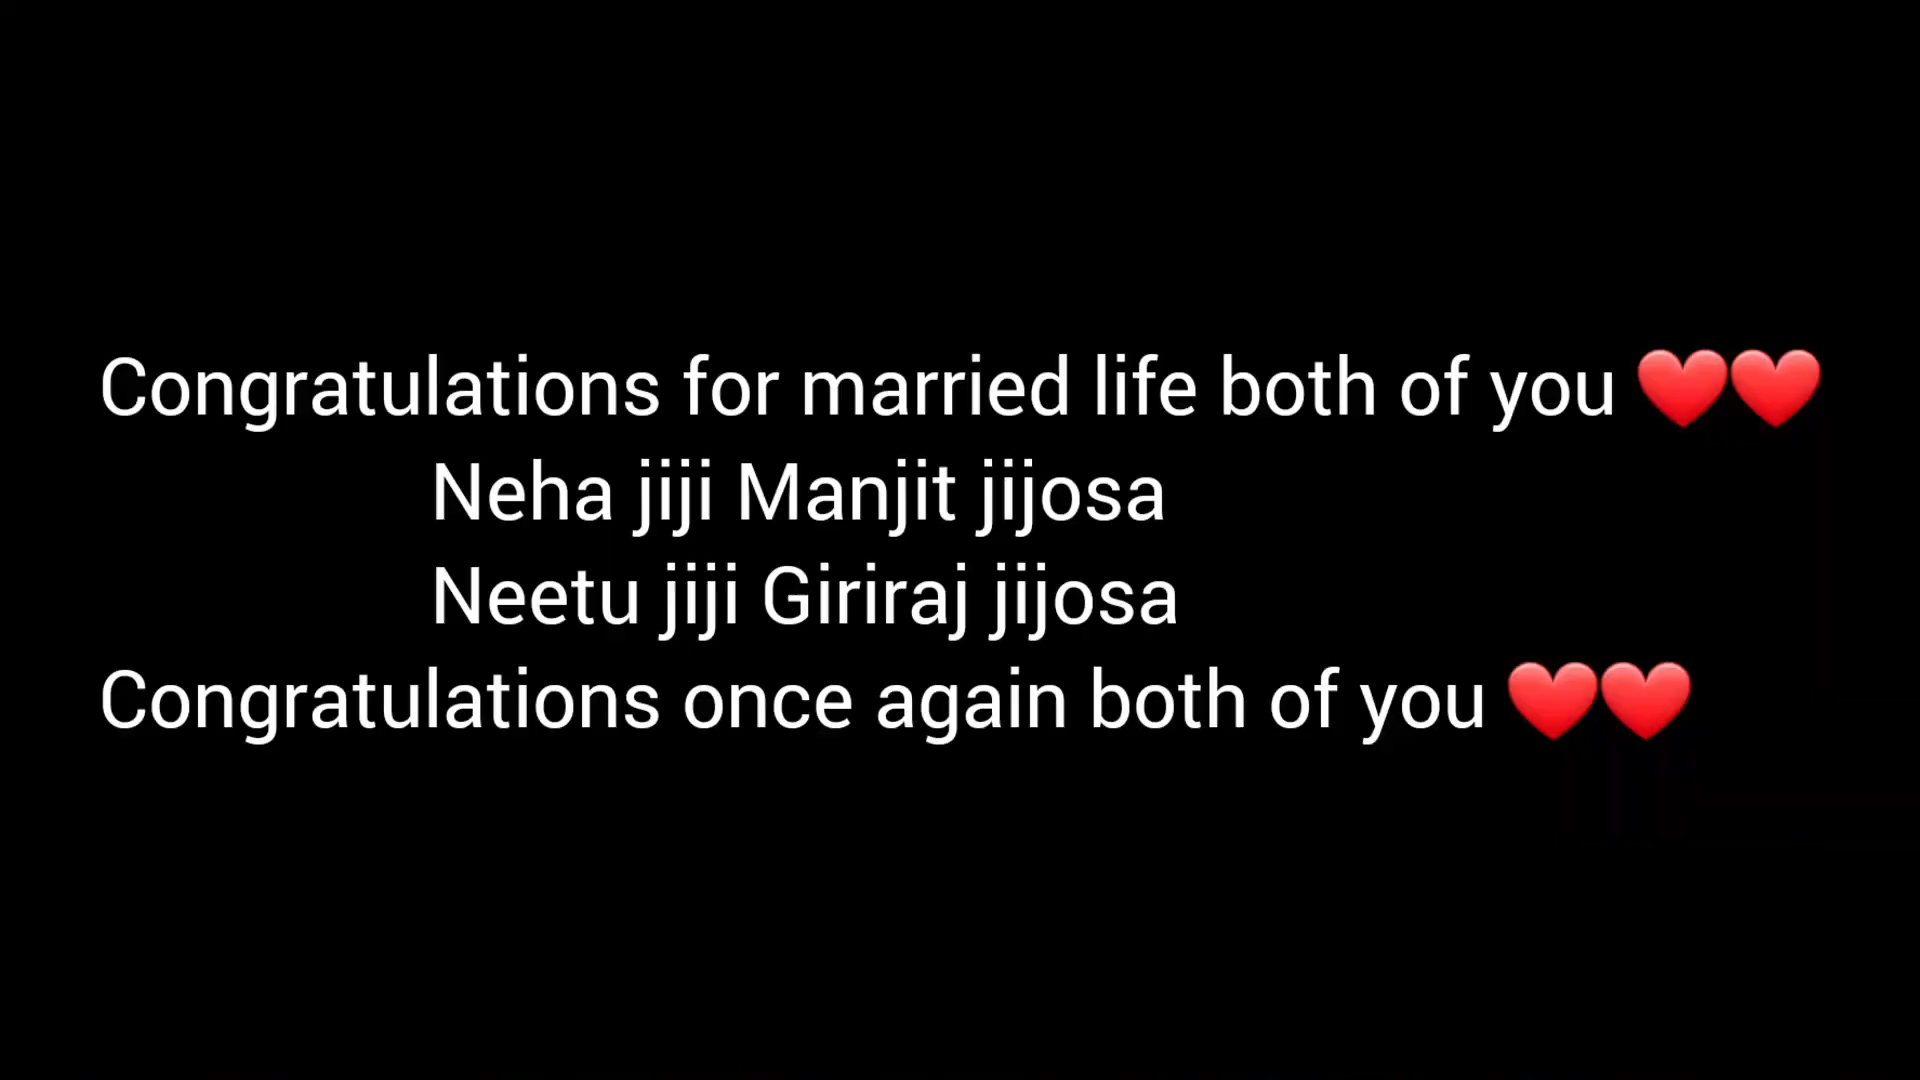 Congratulations for married life both of you ❤️❤️
Neha jiji Manjit jijosa
Neetu jiji Giriraj jijosa
Congratulations once again both of you ❤️❤️